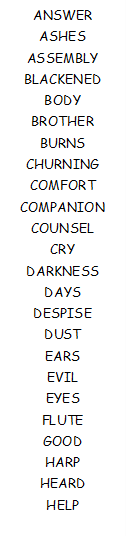 ANSWER
ASHES
ASSEMBLY
BLACKENED
BODY
BROTHER
BURNS
CHURNING
COMFORT
COMPANION
COUNSEL
CRY
DARKNESS
DAYS
DESPISE
DUST
EARS
EVIL
EYES
FLUTE
GOOD
HARP
HEARD
HELP